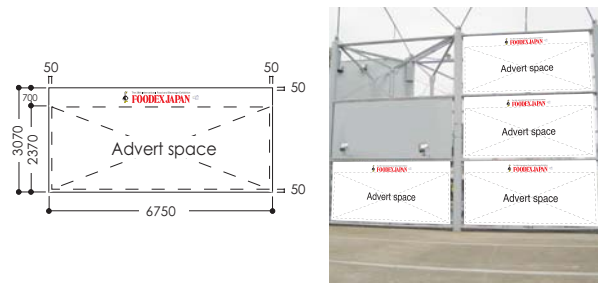 50
50
50
700
FOODEX JAPAN
3070
2370
Advert space
50
6750
FOODEX JAPAN
Advert space
FOODEX JAPAN
Advert space
FOODEX JAPAN
Advert space
FOODEX JAPAN
Advert space